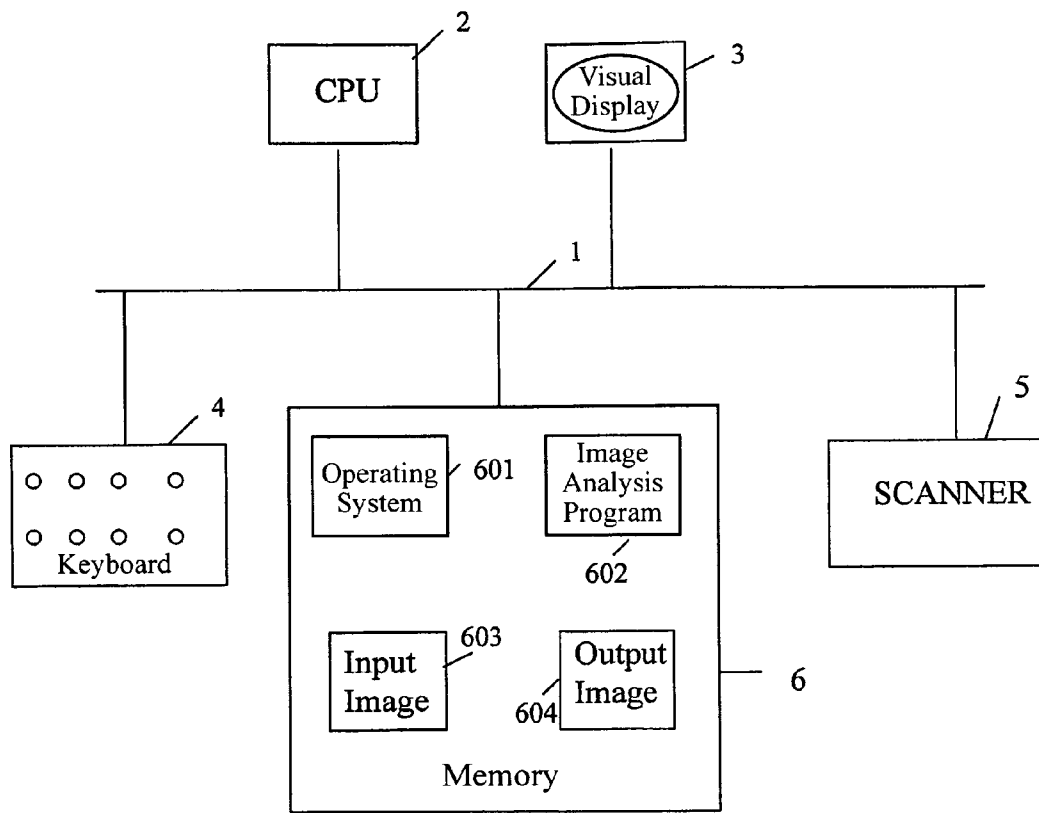 2
CPU
3
Visual
Display
1
4
Keyboard
5
SCANNER
Operating
System
601
Image
Analysis
Program
602
Input
Image
603
Output
Image
604
6
Memory